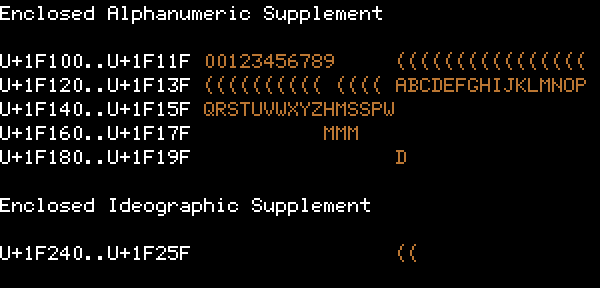 Enclosed Alphanumeric Supplement
U+1F100..U+1F11F 00123456789     ((((((((((((((((
U+1F120..U+1F13F (((((((((( (((( ABCDEFGHIJKLMNOP
U+1F140..U+1F15F QRSTUVWXYZHMSSPW
U+1F160..U+1F17F           MMM
U+1F180..U+1F19F                 D
Enclosed Ideographic Supplement
U+1F240..U+1F25F                 ((